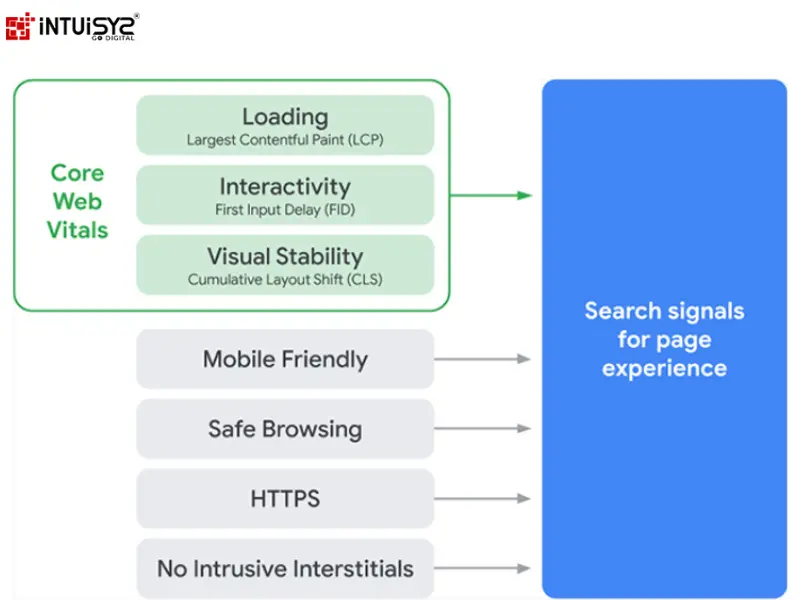 iNTUiSYZ®
GO DIGITAL
Core
Web
Vitals
Loading
Largest Contentful Paint (LCP)
Interactivity
First Input Delay (FID)
Visual Stability
Cumulative Layout Shift (CLS)
Mobile Friendly
Safe Browsing
HTTPS
No Intrusive Interstitials
Search signals
for page
experience